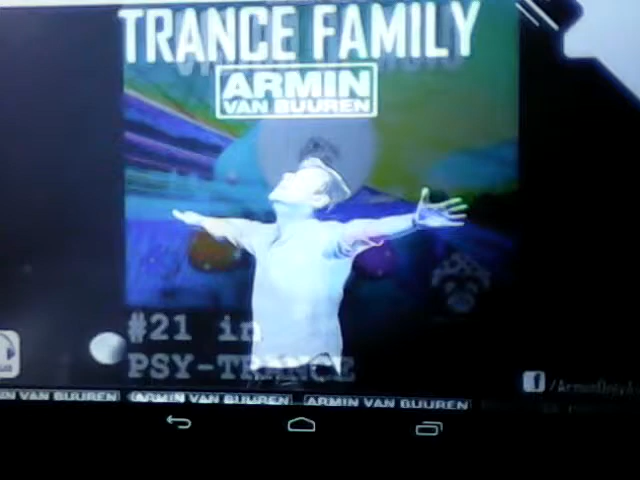 TRANCE FAMILY
ARMIN
VAN BUUREN
#21 in
PSY-TRANCE
f
IN VAN BUUREN ARMIN VAN BUUREN ARMIN VAN BUUREN